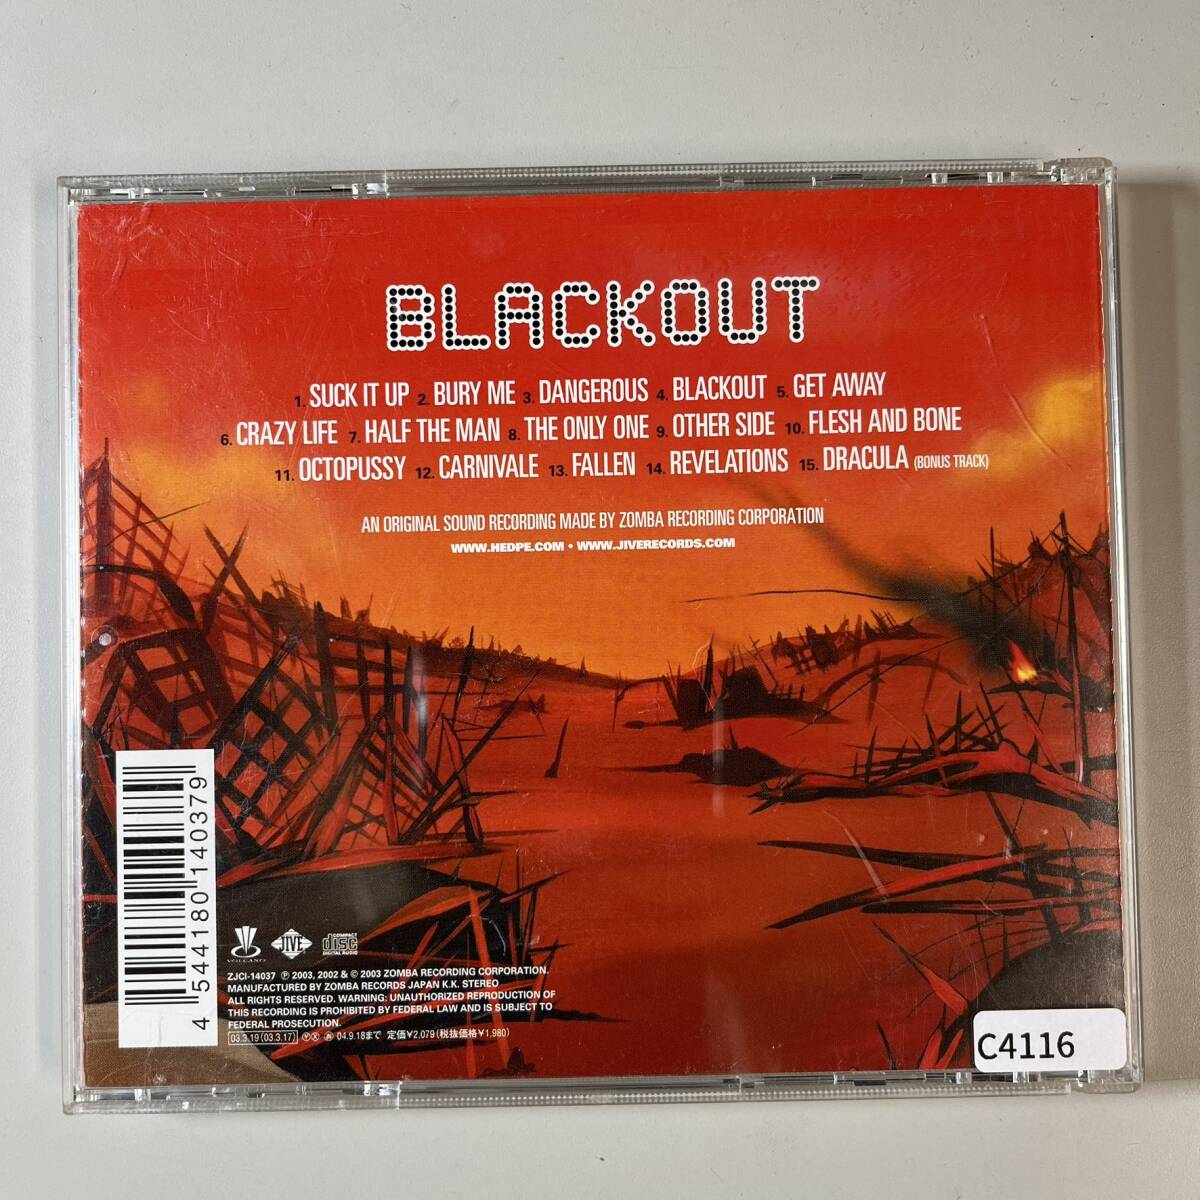 BLACKOUT
1. SUCK IT UP 2. BURY ME 3. DANGEROUS 4. BLACKOUT 5. GET AWAY
6. CRAZY LIFE 7. HALF THE MAN 8. THE ONLY ONE 9. OTHER SIDE 10. FLESH AND BONE
11. OCTOPUSSY 12. CARNIVALE 13. FALLEN 14. REVELATIONS 15. DRACULA (BONUS TRACK)
AN ORIGINAL SOUND RECORDING MADE BY ZOMBA RECORDING CORPORATION
WWW.HEDPE.COM • WWW.JIVERECORDS.COM
4 544180 140379
VOLCANO JIVE COMPACT disc DIGITAL AUDIO
ZJCI-14037 ℗ 2003, 2002 & © 2003 ZOMBA RECORDING CORPORATION.
MANUFACTURED BY ZOMBA RECORDS JAPAN K.K. STEREO
ALL RIGHTS RESERVED. WARNING: UNAUTHORIZED REPRODUCTION OF
THIS RECORDING IS PROHIBITED BY FEDERAL LAW AND IS SUBJECT TO
FEDERAL PROSECUTION.
03.3.19 (03.3.17) Ⓨ Ⓧ 04.9.18まで 定価¥2,079 (税抜価格¥1,980)
C4116